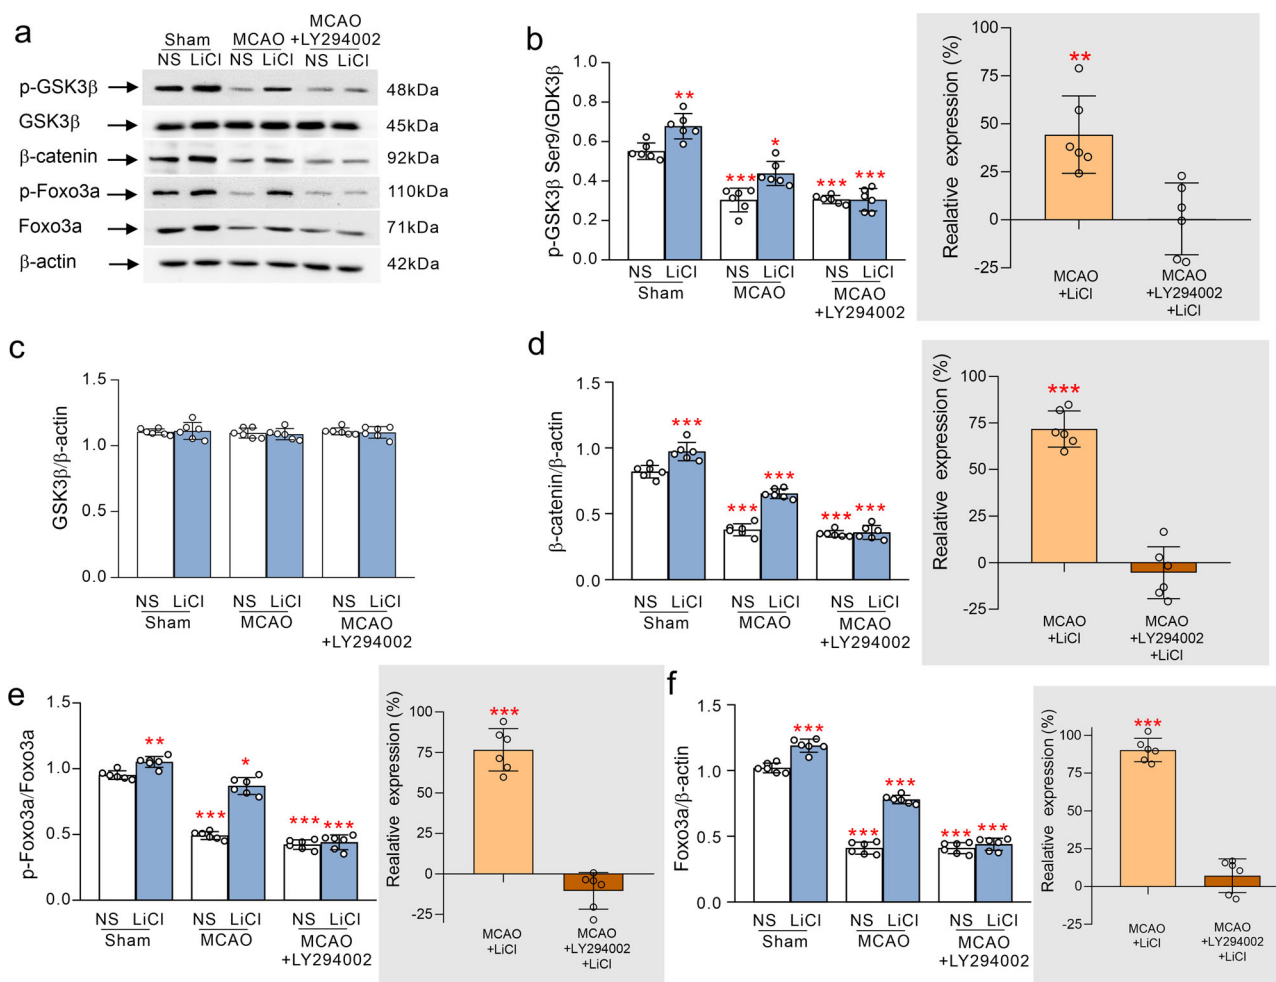 a
Sham
MCAO
MCAO
+LY294002
NS LiCl NS LiCl NS LiCl
p-GSK3β
48kDa
GSK3β
45kDa
β-catenin
92kDa
p-Foxo3a
110kDa
Foxo3a
71kDa
β-actin
42kDa
b
p-GSK3β Ser9/GDK3β
1.0
0.8
0.6
0.4
0.2
0.0
**
***
*
***
***
NS LiCl NS LiCl NS LiCl
Sham
MCAO
MCAO
+LY294002
Realative expression (%)
100
75
50
25
0
-25
**
MCAO
+LiCl
MCAO
+LY294002
+LiCl
c
GSK3β/β-actin
1.5
1.0
0.5
0.0
NS LiCl NS LiCl NS LiCl
Sham
MCAO
MCAO
+LY294002
d
β-catenin/β-actin
1.5
1.0
0.5
0.0
***
***
***
***
***
NS LiCl NS LiCl NS LiCl
Sham
MCAO
MCAO
+LY294002
Realative expression (%)
100
75
50
25
0
-25
***
MCAO
+LiCl
MCAO
+LY294002
+LiCl
e
p-Foxo3a/Foxo3a
1.5
1.0
0.5
0.0
**
***
*
***
***
NS LiCl NS LiCl NS LiCl
Sham
MCAO
MCAO
+LY294002
Realative expression (%)
100
75
50
25
0
-25
***
MCAO
+LiCl
MCAO
+LY294002
+LiCl
f
Foxo3a/β-actin
1.5
1.0
0.5
0.0
***
***
***
***
***
NS LiCl NS LiCl NS LiCl
Sham
MCAO
MCAO
+LY294002
Realative expression (%)
100
75
50
25
0
-25
***
MCAO
+LiCl
MCAO
+LY294002
+LiCl